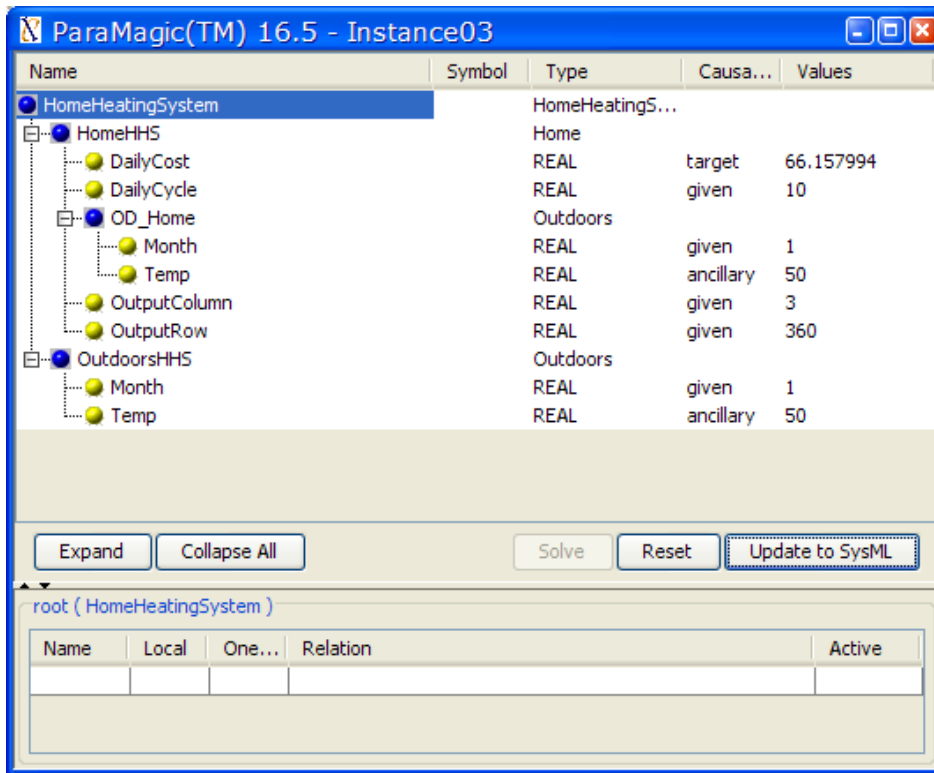 ParaMagic(TM) 16.5 - Instance03
Name Symbol Type Causa... Values
HomeHeatingSystem HomeHeatingS...
HomeHHS Home
DailyCost REAL target 66.157994
DailyCycle REAL given 10
OD_Home Outdoors
Month REAL given 1
Temp REAL ancillary 50
OutputColumn REAL given 3
OutputRow REAL given 360
OutdoorsHHS Outdoors
Month REAL given 1
Temp REAL ancillary 50
Expand Collapse All Solve Reset Update to SysML
root ( HomeHeatingSystem )
Name Local One... Relation Active